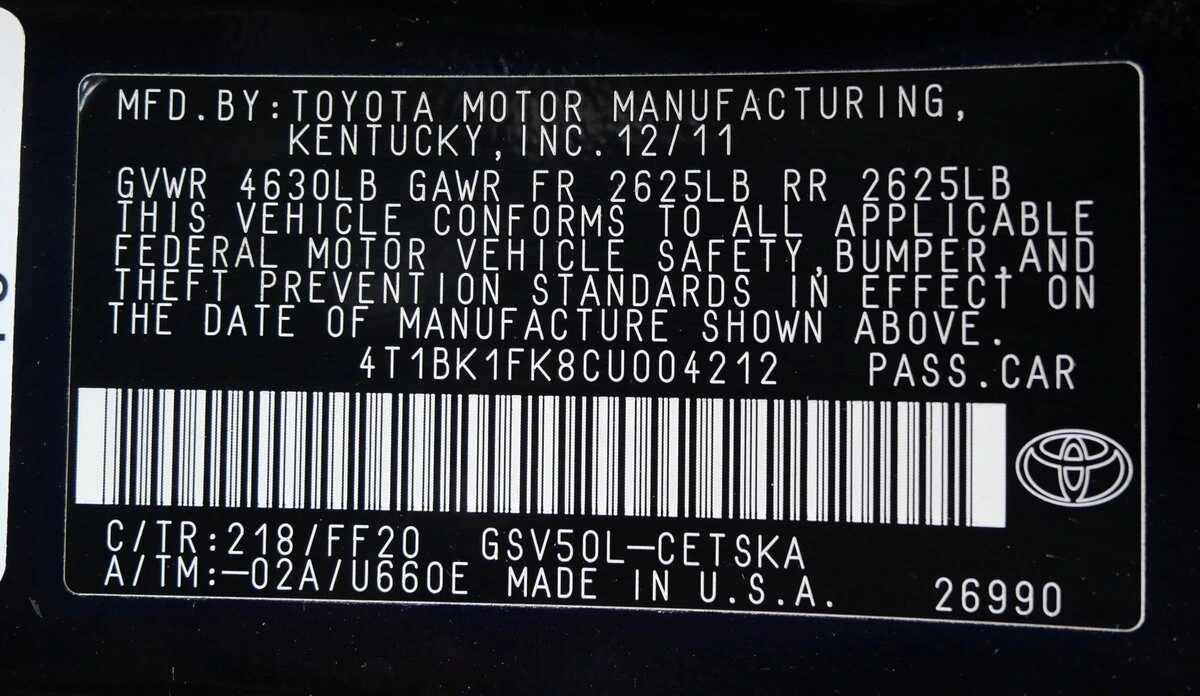 MFD.BY:TOYOTA MOTOR MANUFACTURING,
KENTUCKY,INC.12/11
GVWR 4630LB GAWR FR 2625LB RR 2625LB
THIS VEHICLE CONFORMS TO ALL APPLICABLE
FEDERAL MOTOR VEHICLE SAFETY,BUMPER,AND
THEFT PREVENTION STANDARDS IN EFFECT ON
THE DATE OF MANUFACTURE SHOWN ABOVE.
4T1BK1FK8CU004212 PASS.CAR
C/TR:218/FF20 GSV50L-CETSKA
A/TM:-02A/U660E MADE IN U.S.A. 26990